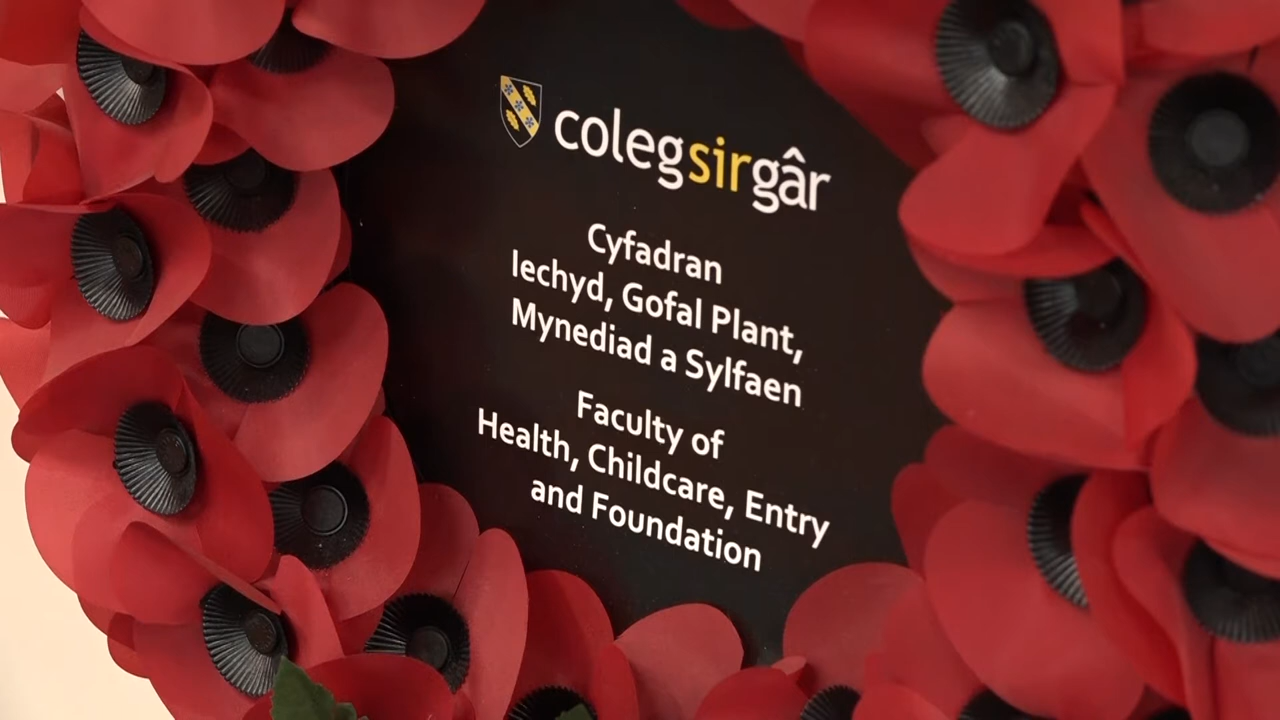 colegsirgâr
Cyfadran
Iechyd, Gofal Plant,
Mynediad a Sylfaen
Faculty of
Health, Childcare, Entry
and Foundation